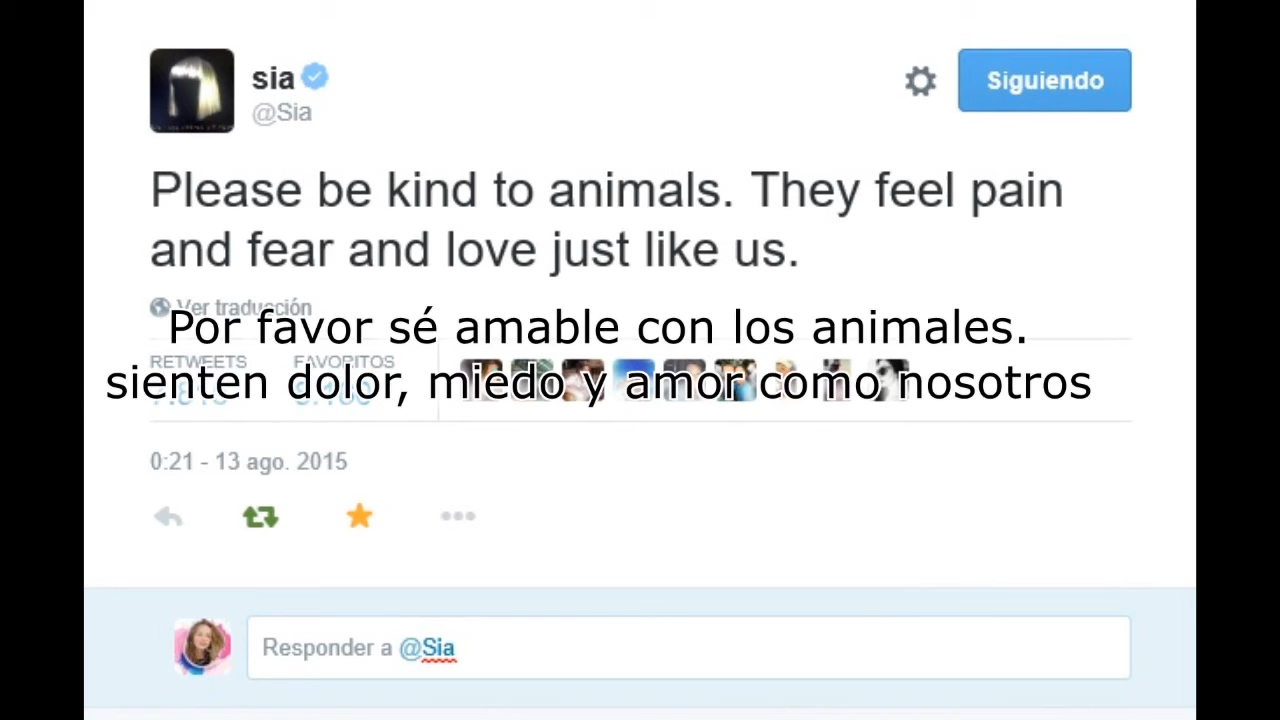 sia
@Sia
Siguiendo
Please be kind to animals. They feel pain
and fear and love just like us.
Ver traducción
Por favor sé amable con los animales.
RETWEETS FAVORITOS
sienten dolor, miedo y amor como nosotros
0:21 - 13 ago. 2015
Responder a @Sia